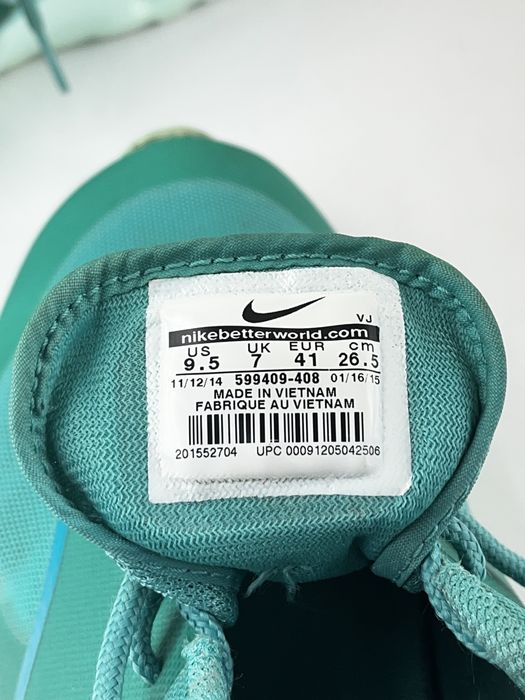 VJ
nikebetterworld.com
US UK EUR cm
9.5 7 41 26.5
11/12/14 599409-408 01/16/15
MADE IN VIETNAM
FABRIQUE AU VIETNAM
201552704 UPC 00091205042506